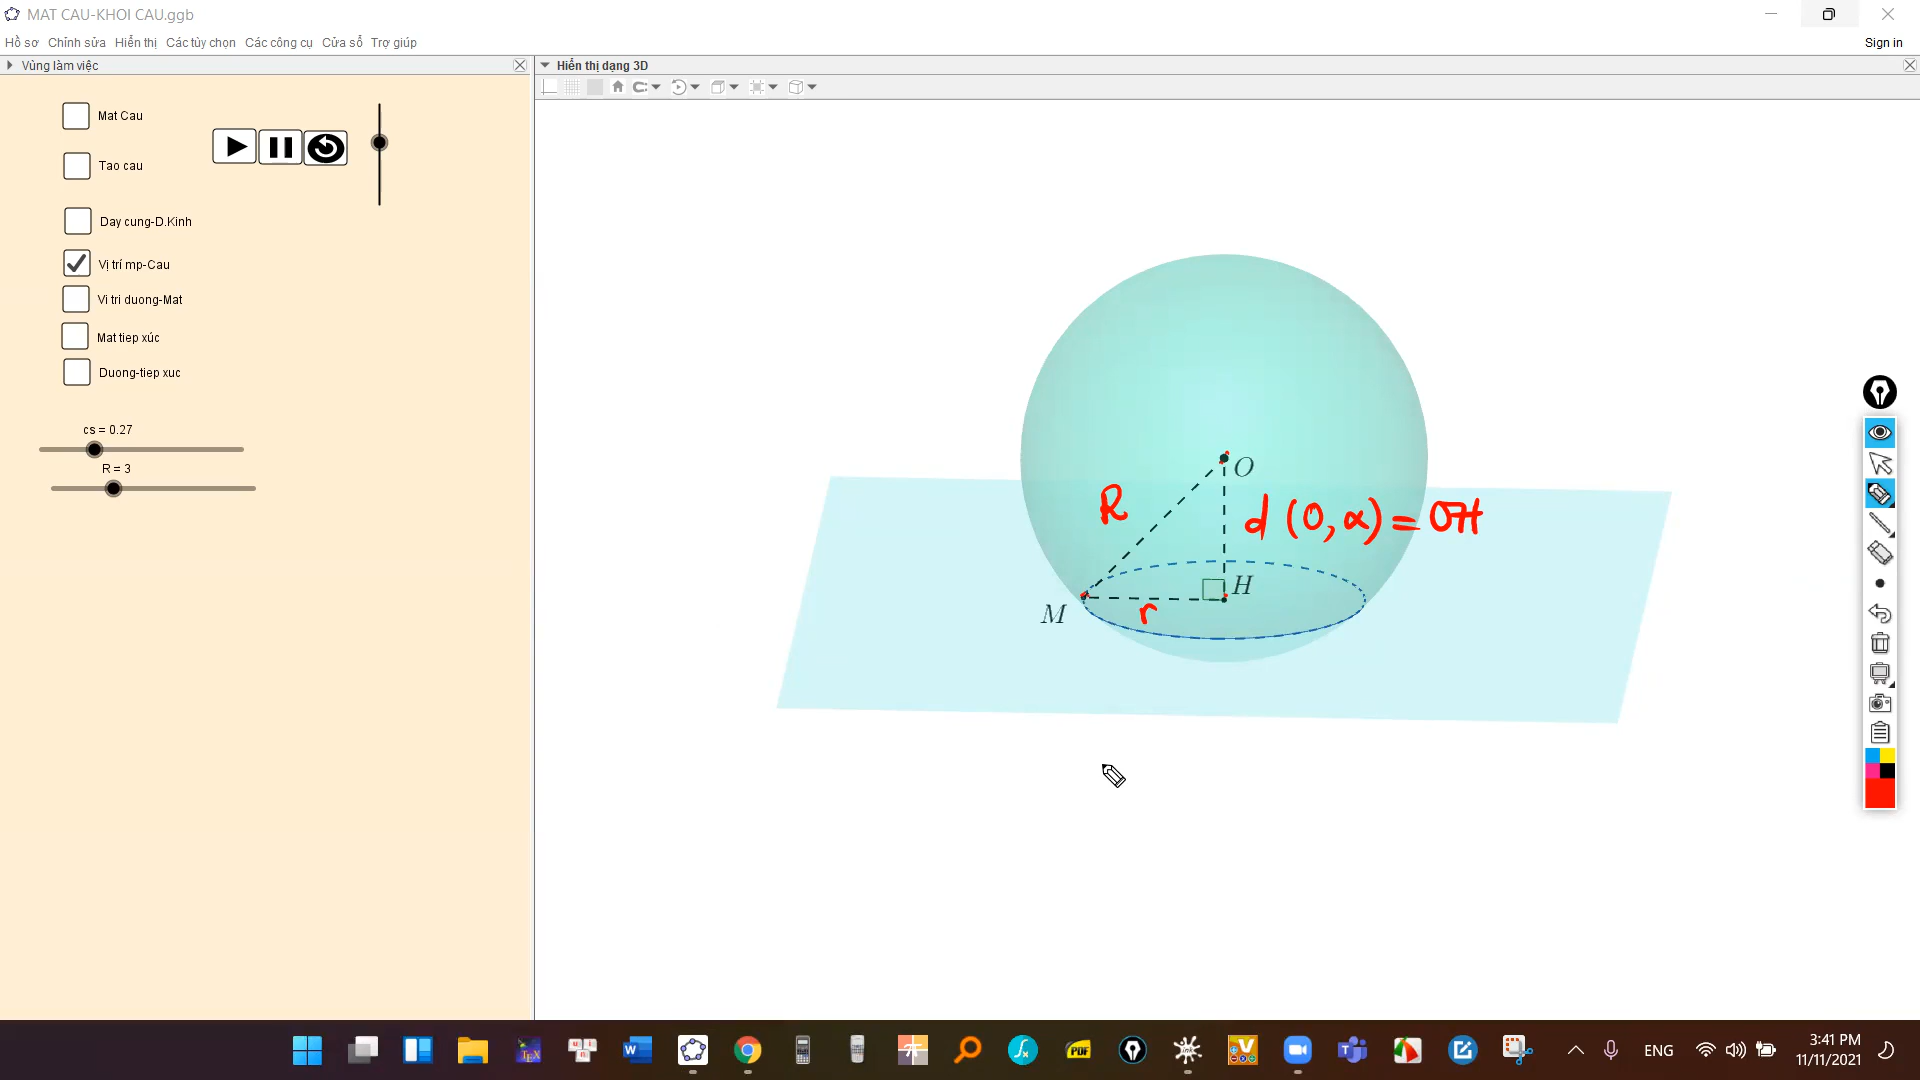 MAT CAU-KHOI CAU.ggb
Hồ sơ Chỉnh sửa Hiển thị Các tùy chọn Các công cụ Cửa sổ Trợ giúp
Sign in
Vùng làm việc
Hiển thị dạng 3D
Mat Cau
Tao cau
Day cung-D.Kinh
Vị trí mp-Cau
Vi tri duong-Mat
Mat tiep xúc
Duong-tiep xuc
cs = 0.27
R = 3
O
R
d (O, α) = OH
H
M
r
ENG
3:41 PM
11/11/2021